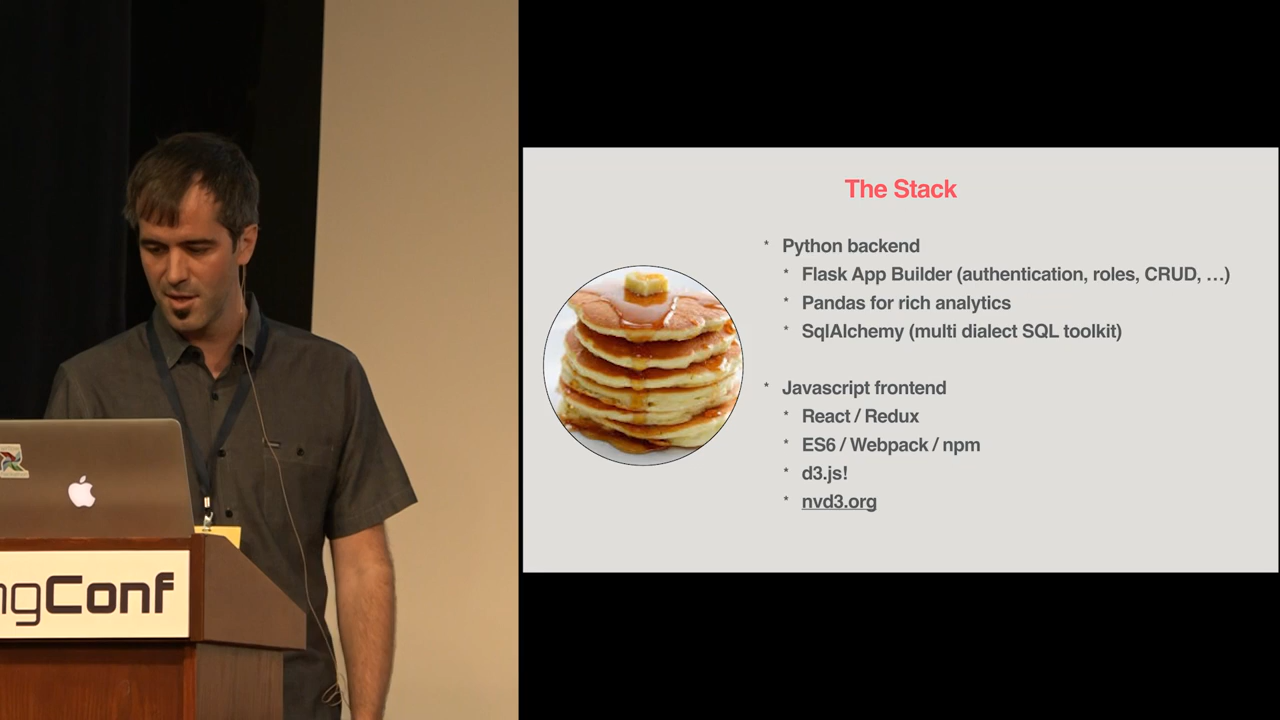 ngConf
The Stack
* Python backend
* Flask App Builder (authentication, roles, CRUD, …)
* Pandas for rich analytics
* SqlAlchemy (multi dialect SQL toolkit)
* Javascript frontend
* React / Redux
* ES6 / Webpack / npm
* d3.js!
* nvd3.org